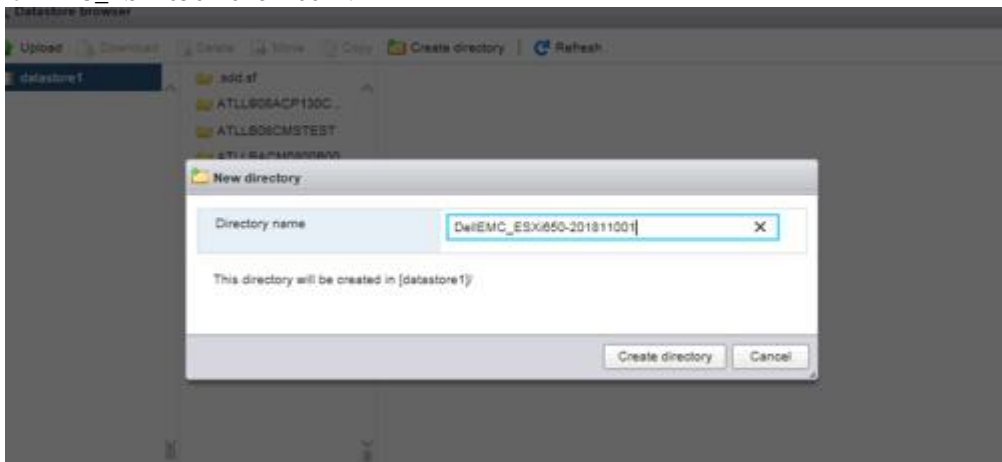 Datastore browser
Upload Download Delete Move Copy Create directory Refresh
datastore1
.sdd.sf
ATLLB08ACP130C...
ATLLB08CMSTEST
New directory
Directory name
DellEMC_ESXi650-201811001
This directory will be created in [datastore1]/
Create directory Cancel